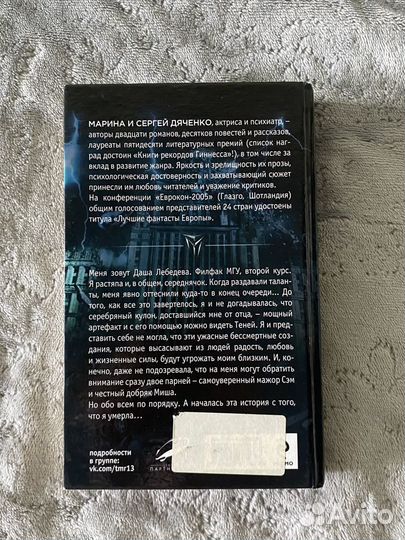 МАРИНА И СЕРГЕЙ ДЯЧЕНКО, актриса и психиатр, –
авторы двадцати романов, десятков повестей и рассказов,
лауреаты пятидесяти литературных премий (список наг-
рад достоин «Книги рекордов Гиннесса»!), в том числе за
вклад в развитие жанра. Яркость и зрелищность их прозы,
психологическая достоверность и захватывающий сюжет
принесли им любовь читателей и уважение критиков.
На конференции «Еврокон-2005» (Глазго, Шотландия)
общим голосованием представителей 24 стран удостоены
титула «Лучшие фантасты Европы».
Меня зовут Даша Лебедева. Филфак МГУ, второй курс.
Я растяпа и, в общем, середнячок. Когда раздавали талан-
ты, меня явно оттеснили куда-то в конец очереди... До
того, как все это завертелось, я и не догадывалась, что
серебряный кулон, доставшийся мне от отца, – мощный
артефакт и с его помощью можно видеть Теней. Я и пред-
ставить себе не могла, что эти ужасные бессмертные соз-
дания, которые высасывают из людей радость, любовь
и жизненные силы, будут угрожать моим близким. И, ко-
нечно, даже не подозревала, что на меня могут обратить
внимание сразу двое парней – самоуверенный мажор Сэм
и честный добряк Миша.
Но обо всем по порядку. А началась эта история с того,
что я умерла...
подробности
в группе:
vk.com/tmr13
Avito